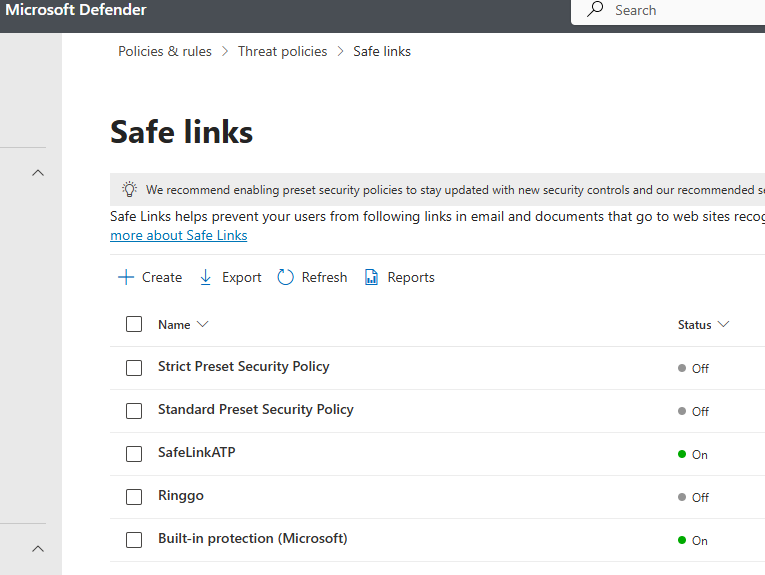 Microsoft Defender
Search
Policies & rules > Threat policies > Safe links
Safe links
We recommend enabling preset security policies to stay updated with new security controls and our recommended se
Safe Links helps prevent your users from following links in email and documents that go to web sites recog
more about Safe Links
Create Export Refresh Reports
Name Status
Strict Preset Security Policy Off
Standard Preset Security Policy Off
SafeLinkATP On
Ringgo Off
Built-in protection (Microsoft) On